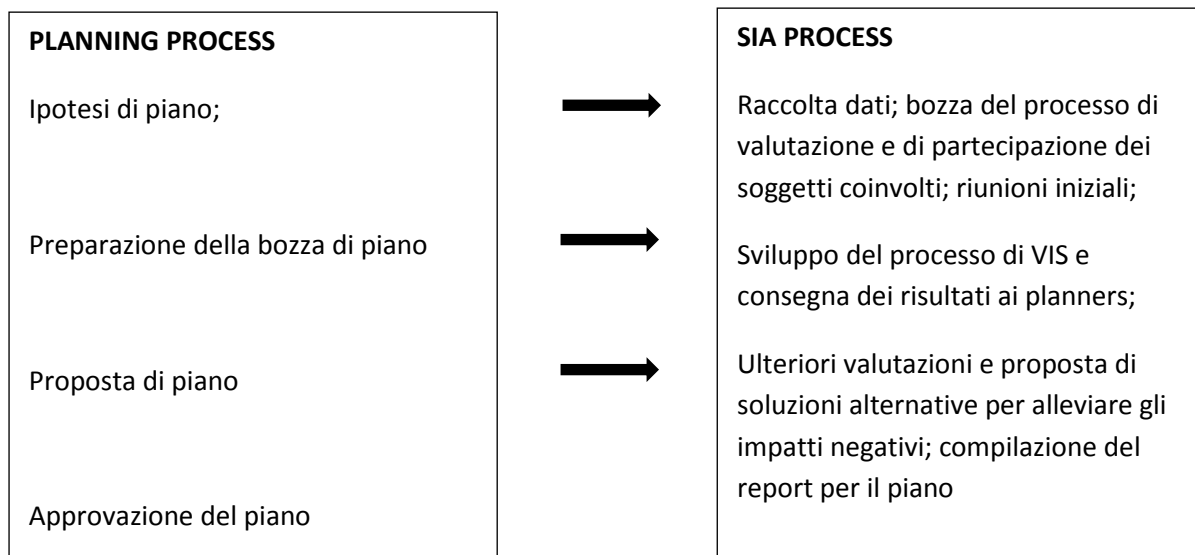 PLANNING PROCESS
Ipotesi di piano;
Preparazione della bozza di piano
Proposta di piano
Approvazione del piano
SIA PROCESS
Raccolta dati; bozza del processo di
valutazione e di partecipazione dei
soggetti coinvolti; riunioni iniziali;
Sviluppo del processo di VIS e
consegna dei risultati ai planners;
Ulteriori valutazioni e proposta di
soluzioni alternative per alleviare gli
impatti negativi; compilazione del
report per il piano